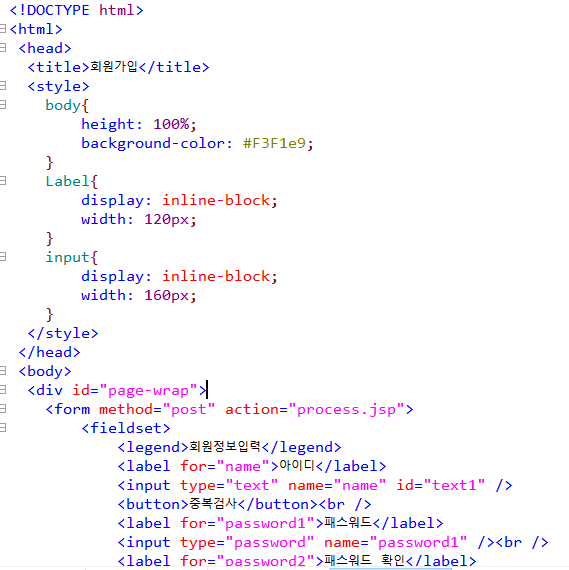 <!DOCTYPE html>
<html>
<head>
<title>회원가입</title>
<style>
body{
height: 100%;
background-color: #F3F1e9;
}
Label{
display: inline-block;
width: 120px;
}
input{
display: inline-block;
width: 160px;
}
</style>
</head>
<body>
<div id="page-wrap">
<form method="post" action="process.jsp">
<fieldset>
<legend>회원정보입력</legend>
<label for="name">아이디</label>
<input type="text" name="name" id="text1" />
<button>중복검사</button><br />
<label for="password1">패스워드</label>
<input type="password" name="password1" /><br />
<label for="password2">패스워드 확인</label>